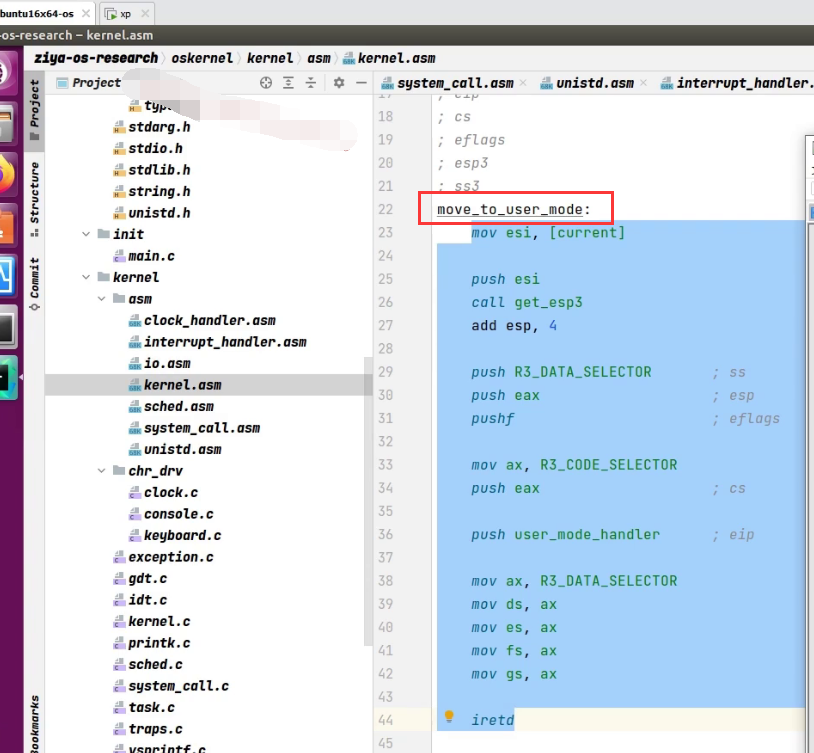 buntu16x64-os × xp ×
-os-research – kernel.asm
ziya-os-research oskernel kernel asm kernel.asm
Project system_call.asm × unistd.asm × interrupt_handler.
Project
Structure
Commit
Bookmarks
stdarg.h
stdio.h
stdlib.h
string.h
unistd.h
init
main.c
kernel
asm
clock_handler.asm
interrupt_handler.asm
io.asm
kernel.asm
sched.asm
system_call.asm
unistd.asm
chr_drv
clock.c
console.c
keyboard.c
exception.c
gdt.c
idt.c
kernel.c
printk.c
sched.c
system_call.c
task.c
traps.c
vsprintf.c
17 ; eip
18 ; cs
19 ; eflags
20 ; esp3
21 ; ss3
22 move_to_user_mode:
23 mov esi, [current]
24
25 push esi
26 call get_esp3
27 add esp, 4
28
29 push R3_DATA_SELECTOR ; ss
30 push eax ; esp
31 pushf ; eflags
32
33 mov ax, R3_CODE_SELECTOR
34 push eax ; cs
35
36 push user_mode_handler ; eip
37
38 mov ax, R3_DATA_SELECTOR
39 mov ds, ax
40 mov es, ax
41 mov fs, ax
42 mov gs, ax
43
44 iretd
45